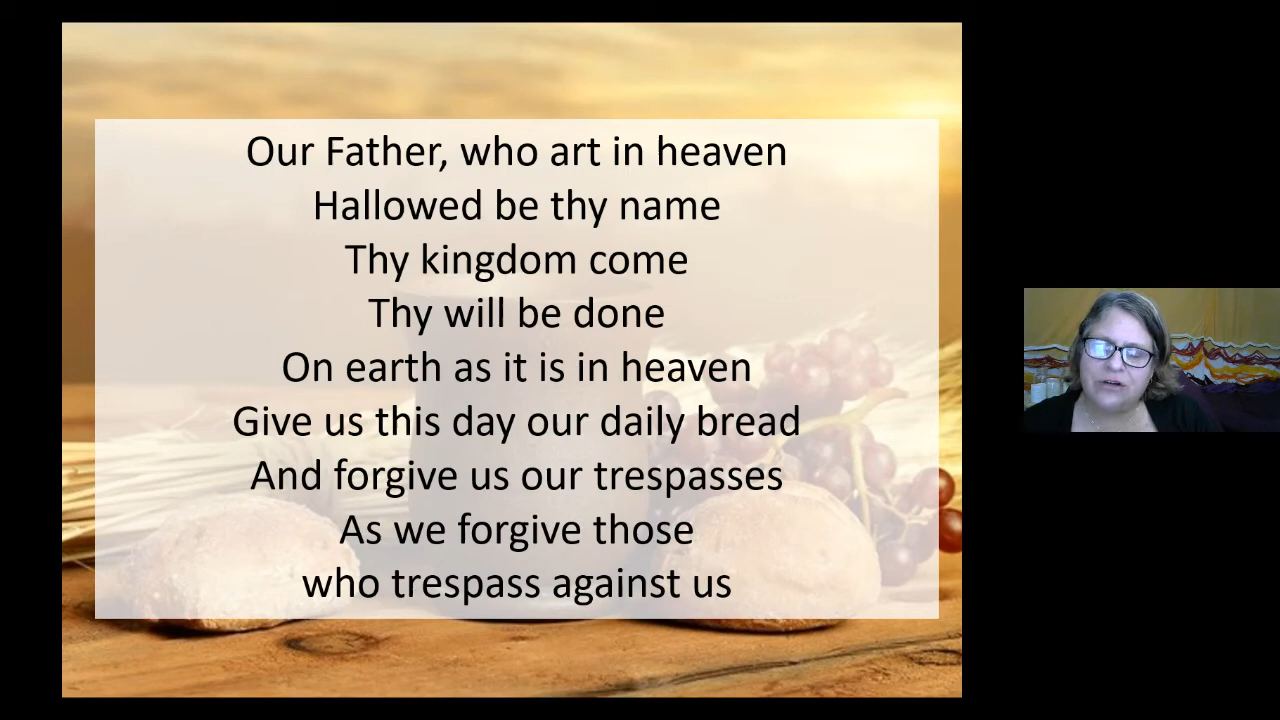 Our Father, who art in heaven
Hallowed be thy name
Thy kingdom come
Thy will be done
On earth as it is in heaven
Give us this day our daily bread
And forgive us our trespasses
As we forgive those
who trespass against us